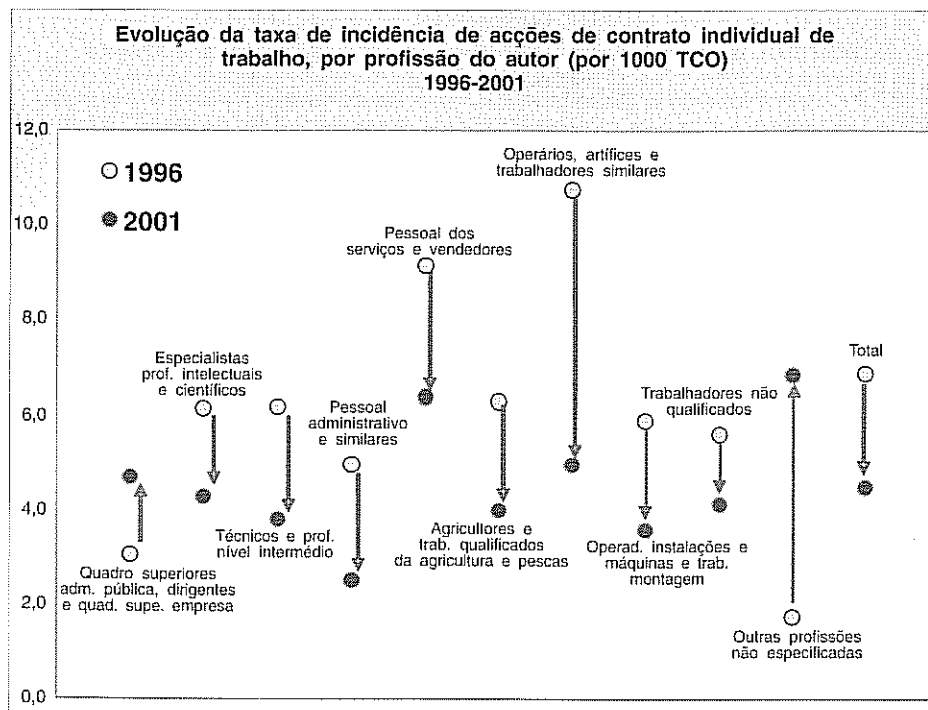 Evolução da taxa de incidência de acções de contrato individual de
trabalho, por profissão do autor (por 1000 TCO)
1996-2001
12,0
10,0
8,0
6,0
4,0
2,0
0,0
1996
2001
Quadro superiores
adm. pública, dirigentes
e quad. supe. empresa
Especialistas
prof. intelectuais
e científicos
Técnicos e prof.
nível intermédio
Pessoal
administrativo
e similares
Pessoal dos
serviços e vendedores
Agricultores e
trab. qualificados
da agricultura e pescas
Operários, artífices e
trabalhadores similares
Operad. instalações e
máquinas e trab.
montagem
Trabalhadores não
qualificados
Outras profissões
não especificadas
Total